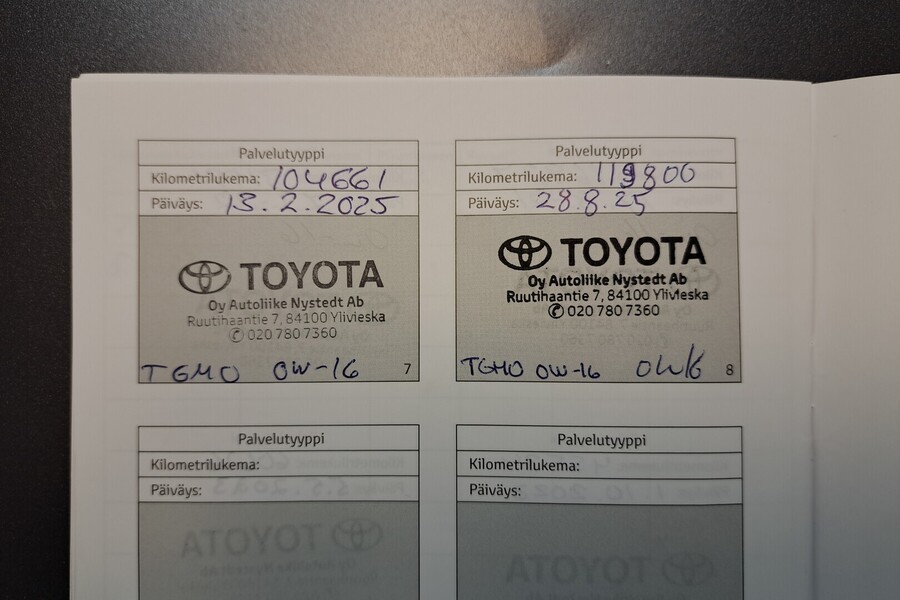 Palvelutyyppi
Kilometrilukema: 104661
Päiväys: 13.2.2025
TOYOTA
Oy Autoliike Nystedt Ab
Ruutihaantie 7, 84100 Ylivieska
✆ 020 780 7360
TGMO 0W-16 7
Palvelutyyppi
Kilometrilukema: 119800
Päiväys: 28.8.25
TOYOTA
Oy Autoliike Nystedt Ab
Ruutihaantie 7, 84100 Ylivieska
✆ 020 780 7360
TGMO 0W-16 0W16 8
Palvelutyyppi
Kilometrilukema:
Päiväys:
Palvelutyyppi
Kilometrilukema:
Päiväys: